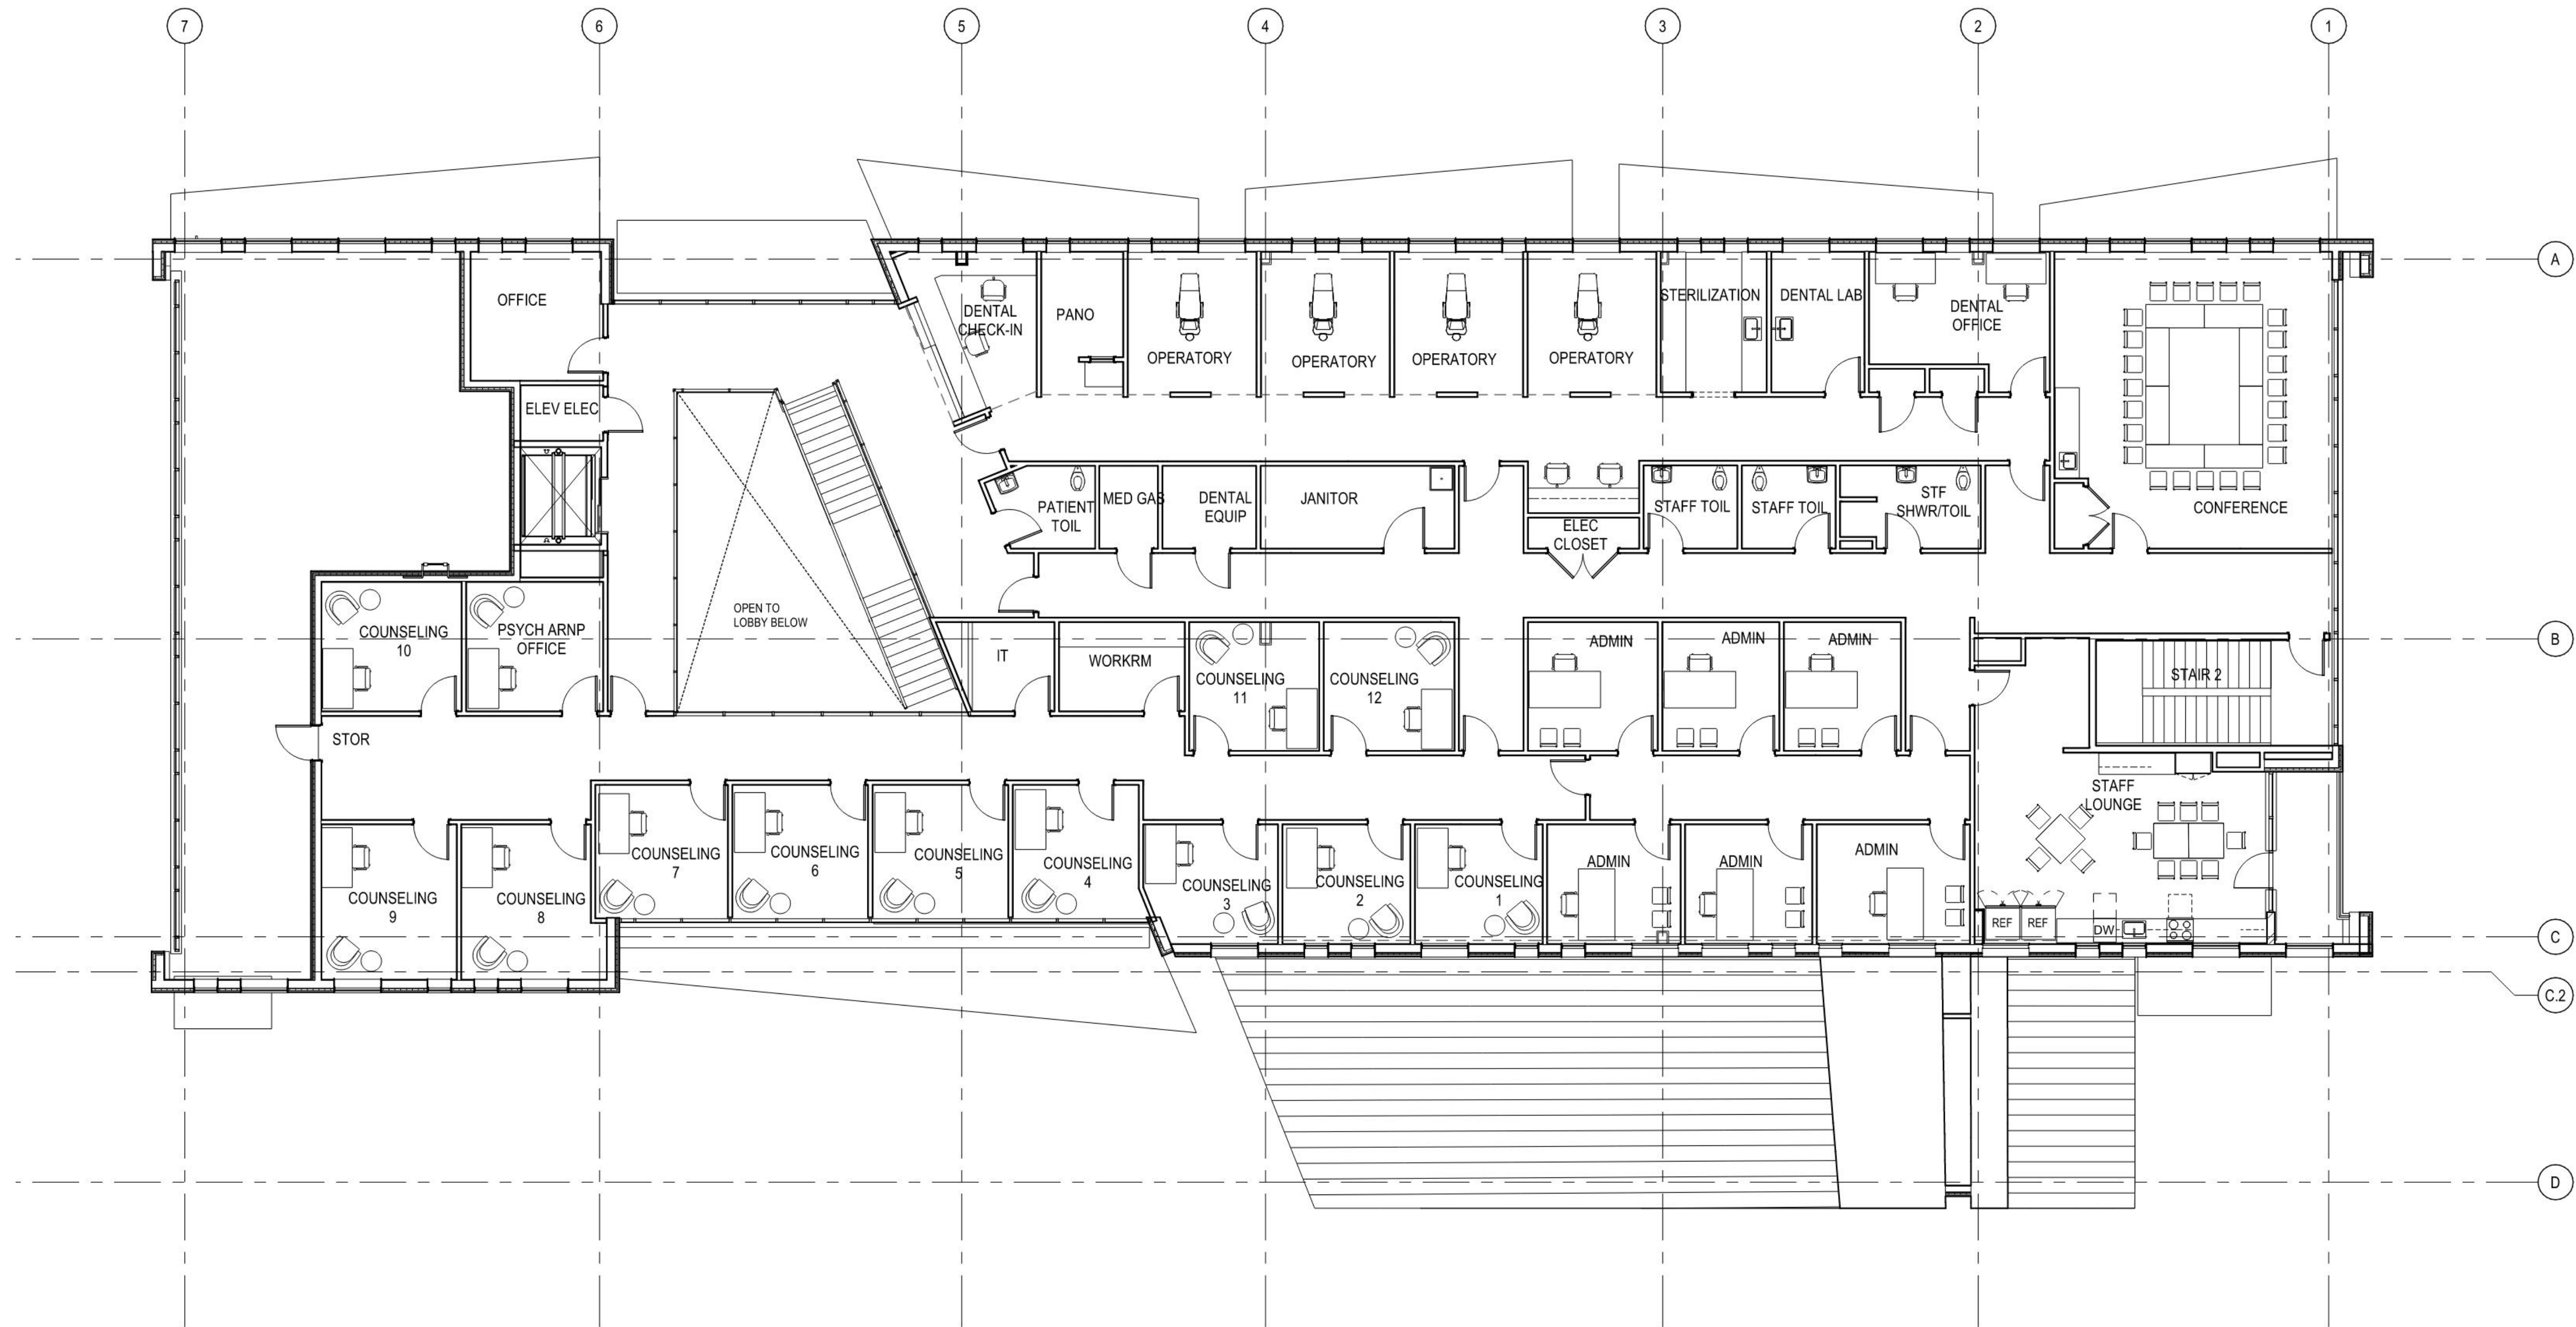 7
6
5
4
3
2
1
A
OFFICE
DENTAL
CHECK-IN
PANO
OPERATORY
OPERATORY
OPERATORY
OPERATORY
STERILIZATION
DENTAL LAB
DENTAL
OFFICE
ELEV ELEC
PATIENT
TOIL
MED GAS
DENTAL
EQUIP
JANITOR
ELEC
CLOSET
STAFF TOIL
STAFF TOIL
STF
SHWR/TOIL
CONFERENCE
OPEN TO
LOBBY BELOW
COUNSELING
10
PSYCH ARNP
OFFICE
IT
WORKRM
COUNSELING
11
COUNSELING
12
ADMIN
ADMIN
ADMIN
B
STAIR 2
STOR
STAFF
LOUNGE
COUNSELING
9
COUNSELING
8
COUNSELING
7
COUNSELING
6
COUNSELING
5
COUNSELING
4
COUNSELING
3
COUNSELING
2
COUNSELING
1
ADMIN
ADMIN
ADMIN
REF
REF
DW
C
C.2
D